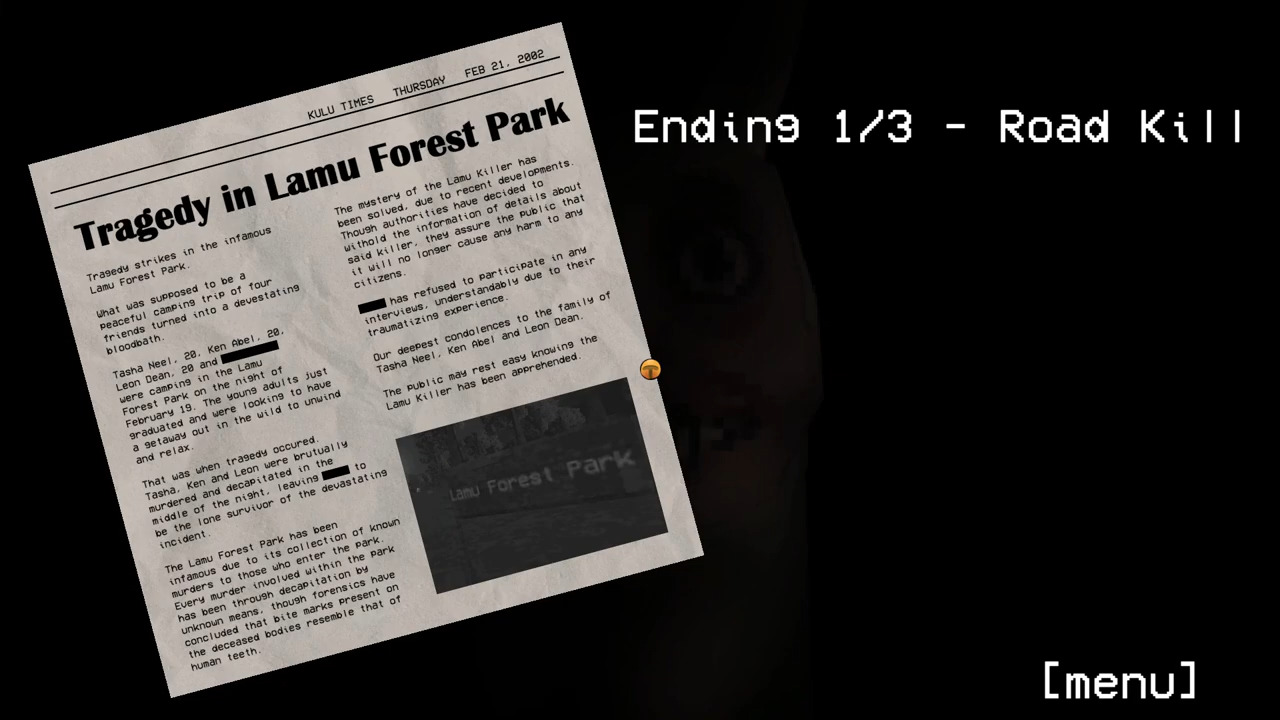 KULU TIMES THURSDAY FEB 21, 2002
Tragedy in Lamu Forest Park
Tragedy strikes in the infamous
Lamu Forest Park.
What was supposed to be a
peaceful camping trip of four
friends turned into a devastating
bloodbath.
Tasha Neel, 20, Ken Abel, 20,
Leon Dean, 20 and
were camping in the Lamu
Forest Park on the night of
February 19. The young adults just
graduated and were looking to have
a getaway out in the wild to unwind
and relax.
That was when tragedy occured.
Tasha, Ken and Leon were brutually
murdered and decapitated in the
middle of the night, leaving to
be the lone survivor of the devastating
incident.
The Lamu Forest Park has been
infamous due to its collection of known
murders to those who enter the park.
Every murder involved within the park
has been through decapitation by
unknown means, though forensics have
concluded that bite marks present on
the deceased bodies resemble that of
human teeth.
The mystery of the Lamu Killer has
been solved, due to recent developments.
Though authorities have decided to
withold the information of details about
said killer, they assure the public that
it will no longer cause any harm to any
citizens.
has refused to participate in any
interviews, understandably due to their
traumatizing experience.
Our deepest condolences to the family of
Tasha Neel, Ken Abel and Leon Dean.
The public may rest easy knowing the
Lamu Killer has been apprehended.
Lamu Forest Park
Ending 1/3 - Road Kill
[menu]